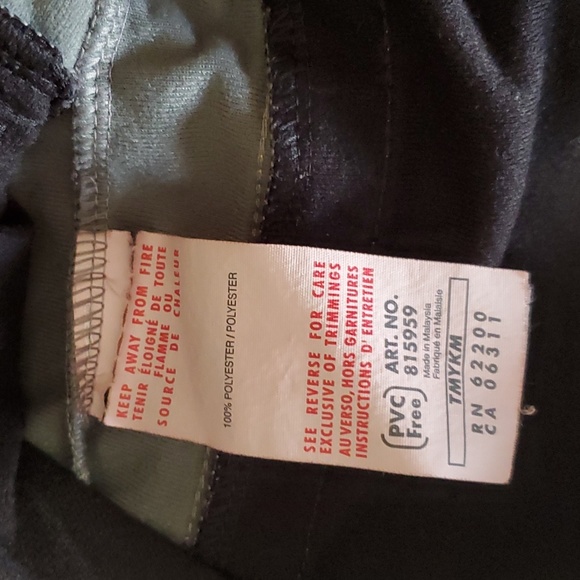 KEEP AWAY FROM FIRE
TENIR ÉLOIGNÉ DE TOUTE
FLAMME OU
SOURCE DE CHALEUR
100% POLYESTER / POLYESTER
SEE REVERSE FOR CARE
EXCLUSIVE OF TRIMMINGS
AU VERSO, HORS GARNITURES
INSTRUCTIONS D'ENTRETIEN
PVC Free
ART. NO.
815959
Made in Malaysia
Fabriqué en Malaisie
TMYKM
RN 62200
CA 06311